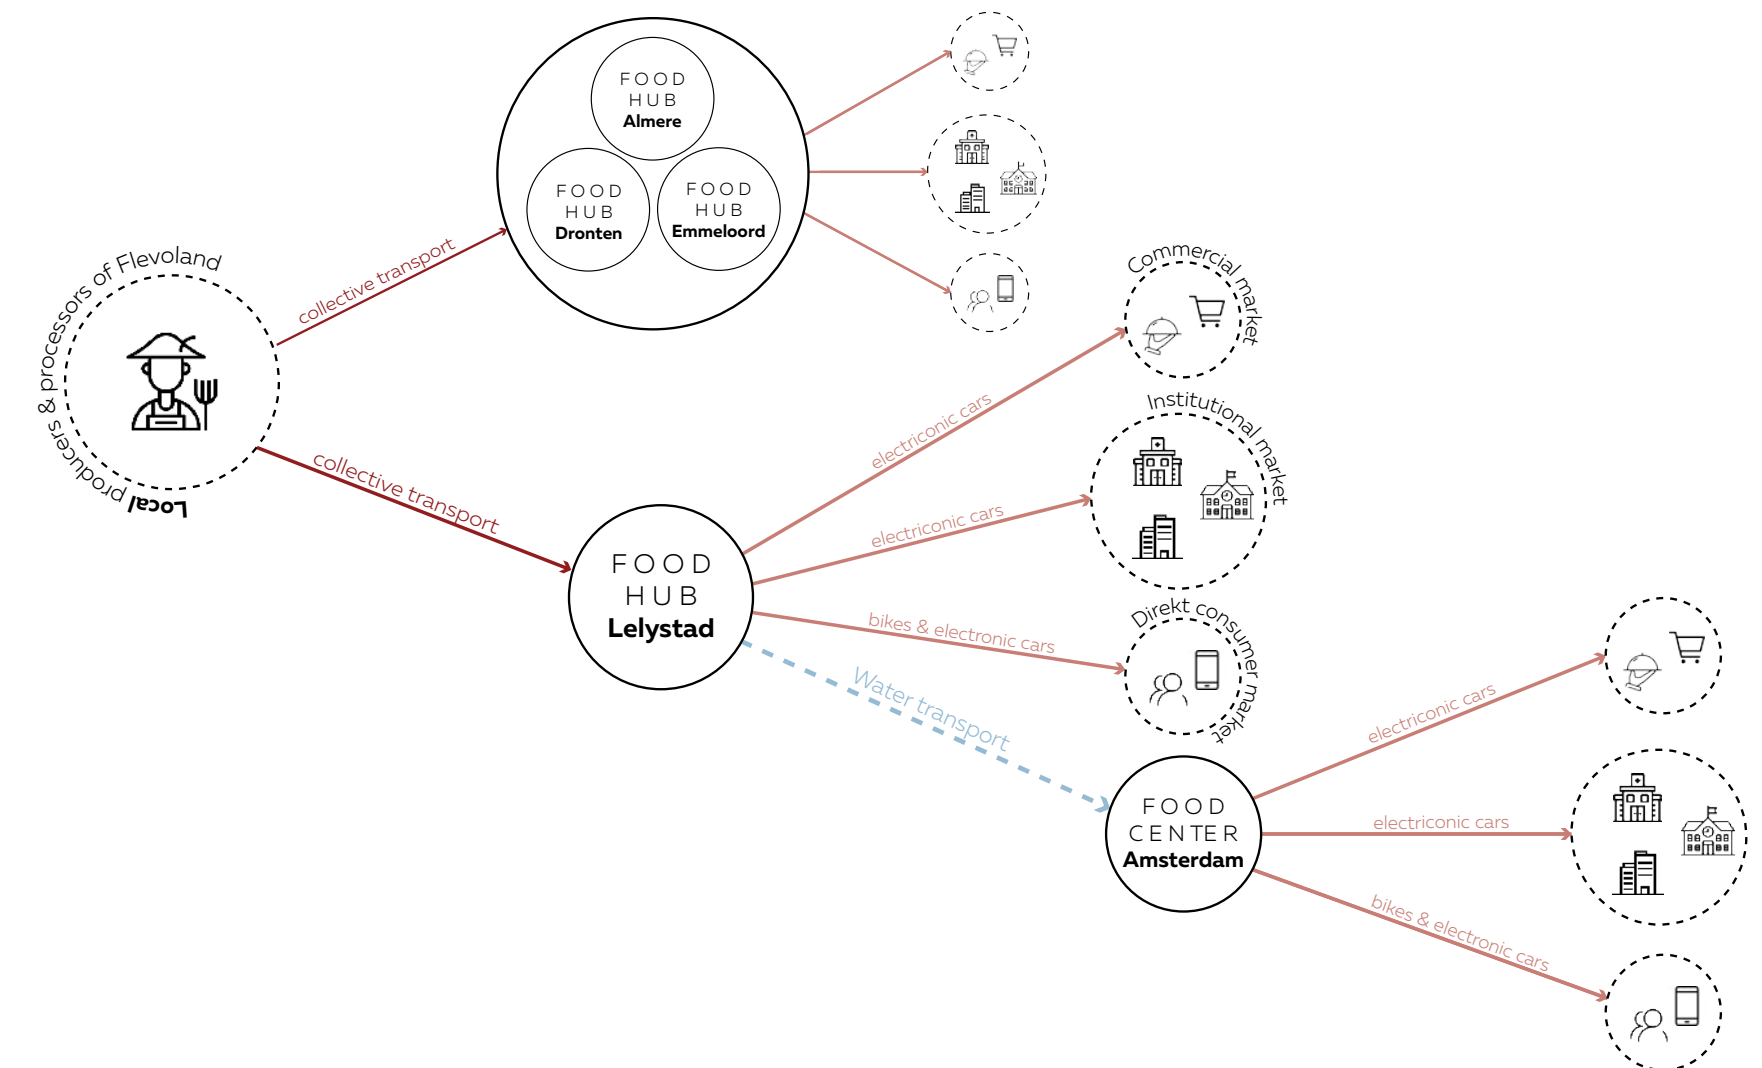 FOOD
HUB
Almere
FOOD
HUB
Dronten
FOOD
HUB
Emmeloord
Local producers & processors of Flevoland
collective transport
collective transport
FOOD
HUB
Lelystad
electriconic cars
Commercial market
electriconic cars
Institutional market
bikes & electronic cars
Direkt consumer market
Water transport
FOOD
CENTER
Amsterdam
electriconic cars
electriconic cars
bikes & electronic cars